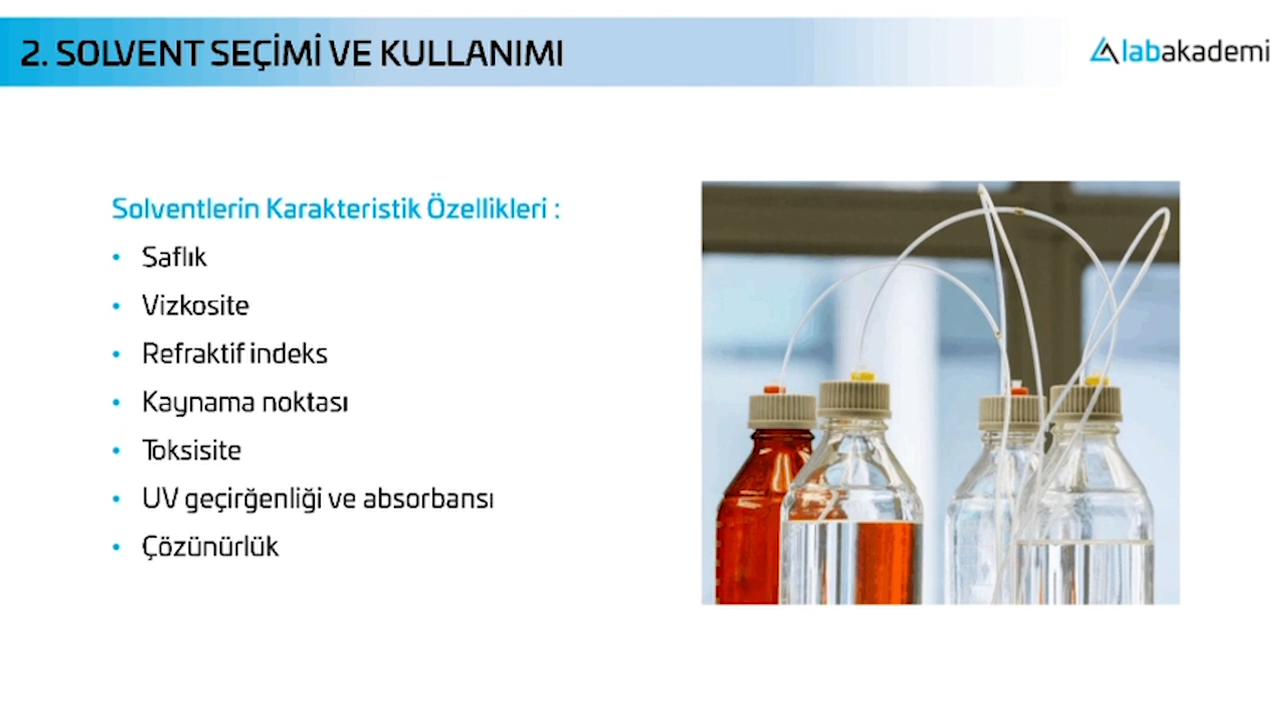 2. SOLVENT SEÇİMİ VE KULLANIMI
labakademi
Solventlerin Karakteristik Özellikleri :
• Saflık
• Vizkosite
• Refraktif indeks
• Kaynama noktası
• Toksisite
• UV geçirğenliği ve absorbansı
• Çözünürlük